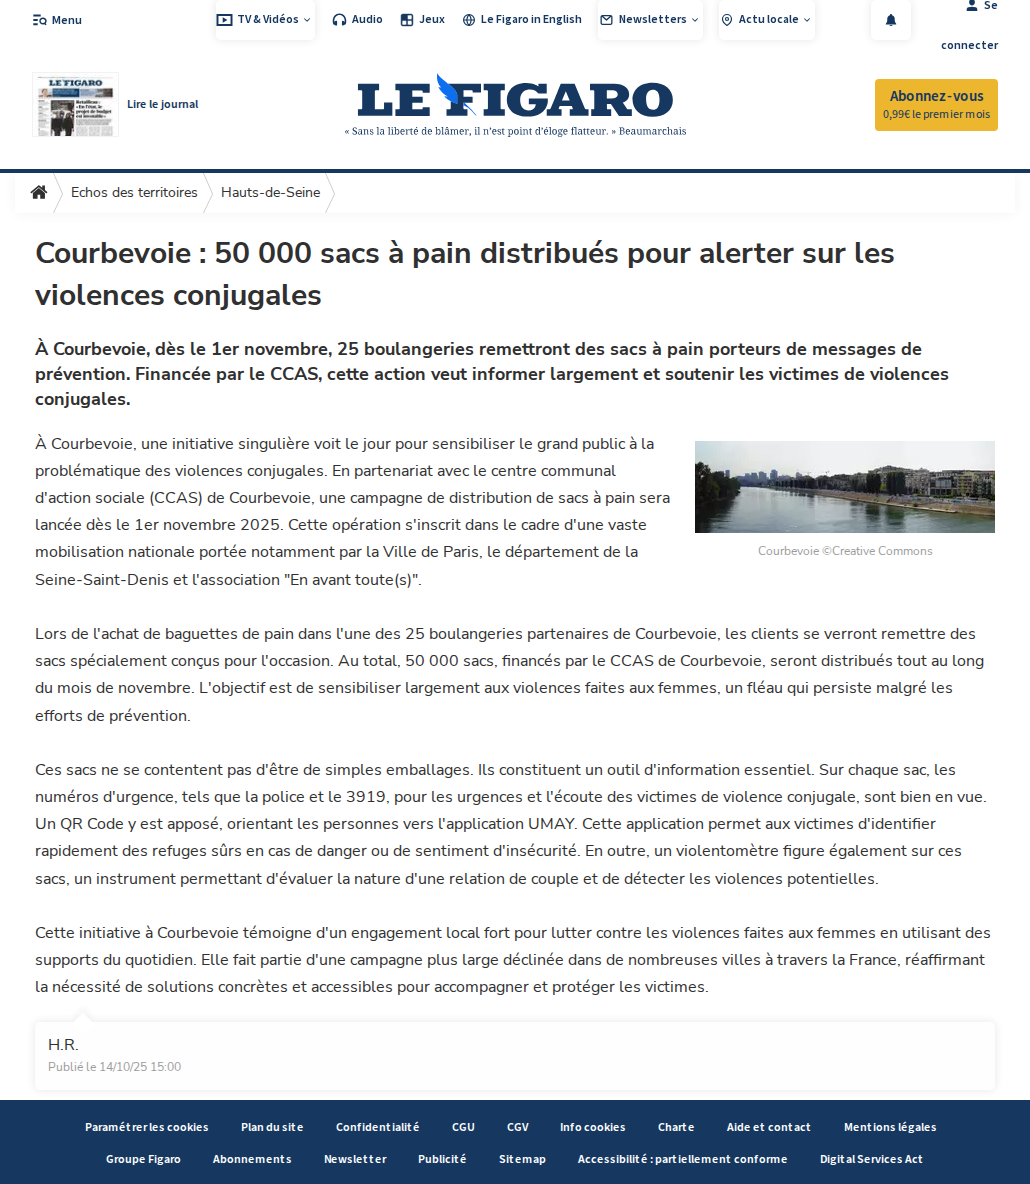 Menu
TV & Vidéos
Audio
Jeux
Le Figaro in English
Newsletters
Actu locale
Se
connecter
LE FIGARO
Lire le journal
LE FIGARO
« Sans la liberté de blâmer, il n'est point d'éloge flatteur. » Beaumarchais
Abonnez-vous
0,99€ le premier mois
Echos des territoires
Hauts-de-Seine
Courbevoie : 50 000 sacs à pain distribués pour alerter sur les
violences conjugales
À Courbevoie, dès le 1er novembre, 25 boulangeries remettront des sacs à pain porteurs de messages de
prévention. Financée par le CCAS, cette action veut informer largement et soutenir les victimes de violences
conjugales.
À Courbevoie, une initiative singulière voit le jour pour sensibiliser le grand public à la
problématique des violences conjugales. En partenariat avec le centre communal
d'action sociale (CCAS) de Courbevoie, une campagne de distribution de sacs à pain sera
lancée dès le 1er novembre 2025. Cette opération s'inscrit dans le cadre d'une vaste
mobilisation nationale portée notamment par la Ville de Paris, le département de la
Seine-Saint-Denis et l'association "En avant toute(s)".
Courbevoie ©Creative Commons
Lors de l'achat de baguettes de pain dans l'une des 25 boulangeries partenaires de Courbevoie, les clients se verront remettre des
sacs spécialement conçus pour l'occasion. Au total, 50 000 sacs, financés par le CCAS de Courbevoie, seront distribués tout au long
du mois de novembre. L'objectif est de sensibiliser largement aux violences faites aux femmes, un fléau qui persiste malgré les
efforts de prévention.
Ces sacs ne se contentent pas d'être de simples emballages. Ils constituent un outil d'information essentiel. Sur chaque sac, les
numéros d'urgence, tels que la police et le 3919, pour les urgences et l'écoute des victimes de violence conjugale, sont bien en vue.
Un QR Code y est apposé, orientant les personnes vers l'application UMAY. Cette application permet aux victimes d'identifier
rapidement des refuges sûrs en cas de danger ou de sentiment d'insécurité. En outre, un violentomètre figure également sur ces
sacs, un instrument permettant d'évaluer la nature d'une relation de couple et de détecter les violences potentielles.
Cette initiative à Courbevoie témoigne d'un engagement local fort pour lutter contre les violences faites aux femmes en utilisant des
supports du quotidien. Elle fait partie d'une campagne plus large déclinée dans de nombreuses villes à travers la France, réaffirmant
la nécessité de solutions concrètes et accessibles pour accompagner et protéger les victimes.
H.R.
Publié le 14/10/25 15:00
Paramétrer les cookies
Plan du site
Confidentialité
CGU
CGV
Info cookies
Charte
Aide et contact
Mentions légales
Groupe Figaro
Abonnements
Newsletter
Publicité
Sitemap
Accessibilité : partiellement conforme
Digital Services Act